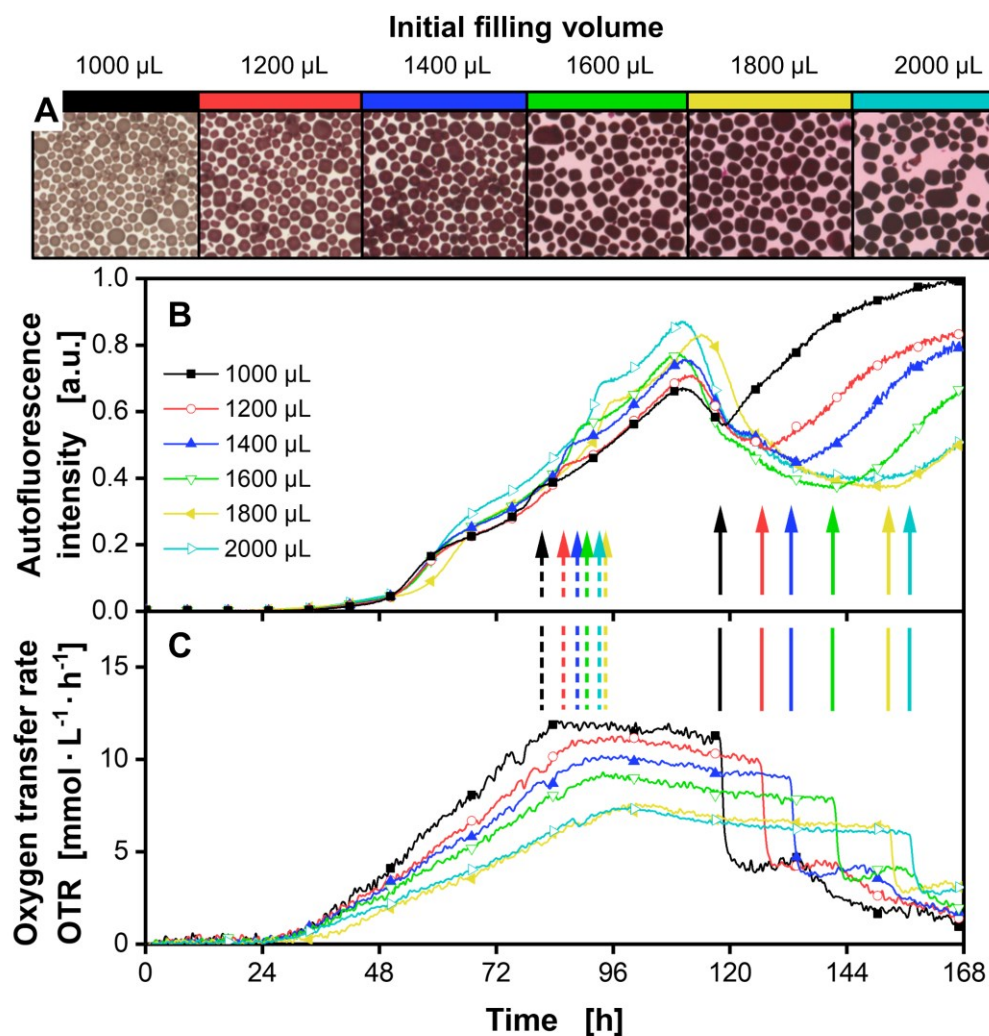 Initial filling volume
1000 µL 1200 µL 1400 µL 1600 µL 1800 µL 2000 µL
A
B
Autofluorescence
intensity [a.u.]
1.0
0.8
0.6
0.4
0.2
0.0
1000 µL
1200 µL
1400 µL
1600 µL
1800 µL
2000 µL
C
Oxygen transfer rate
OTR [mmol · L⁻¹ · h⁻¹]
15
10
5
0
0 24 48 72 96 120 144 168
Time [h]